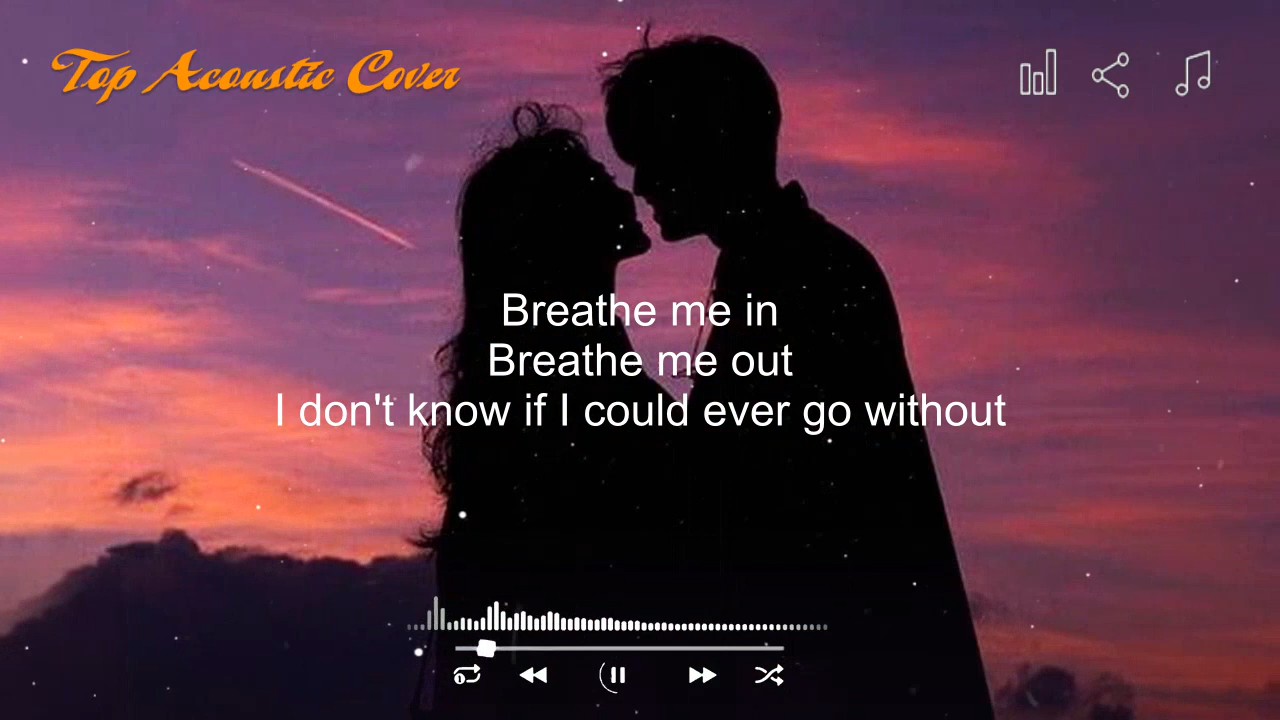 Top Acoustic Cover
Breathe me in
Breathe me out
I don't know if I could ever go without